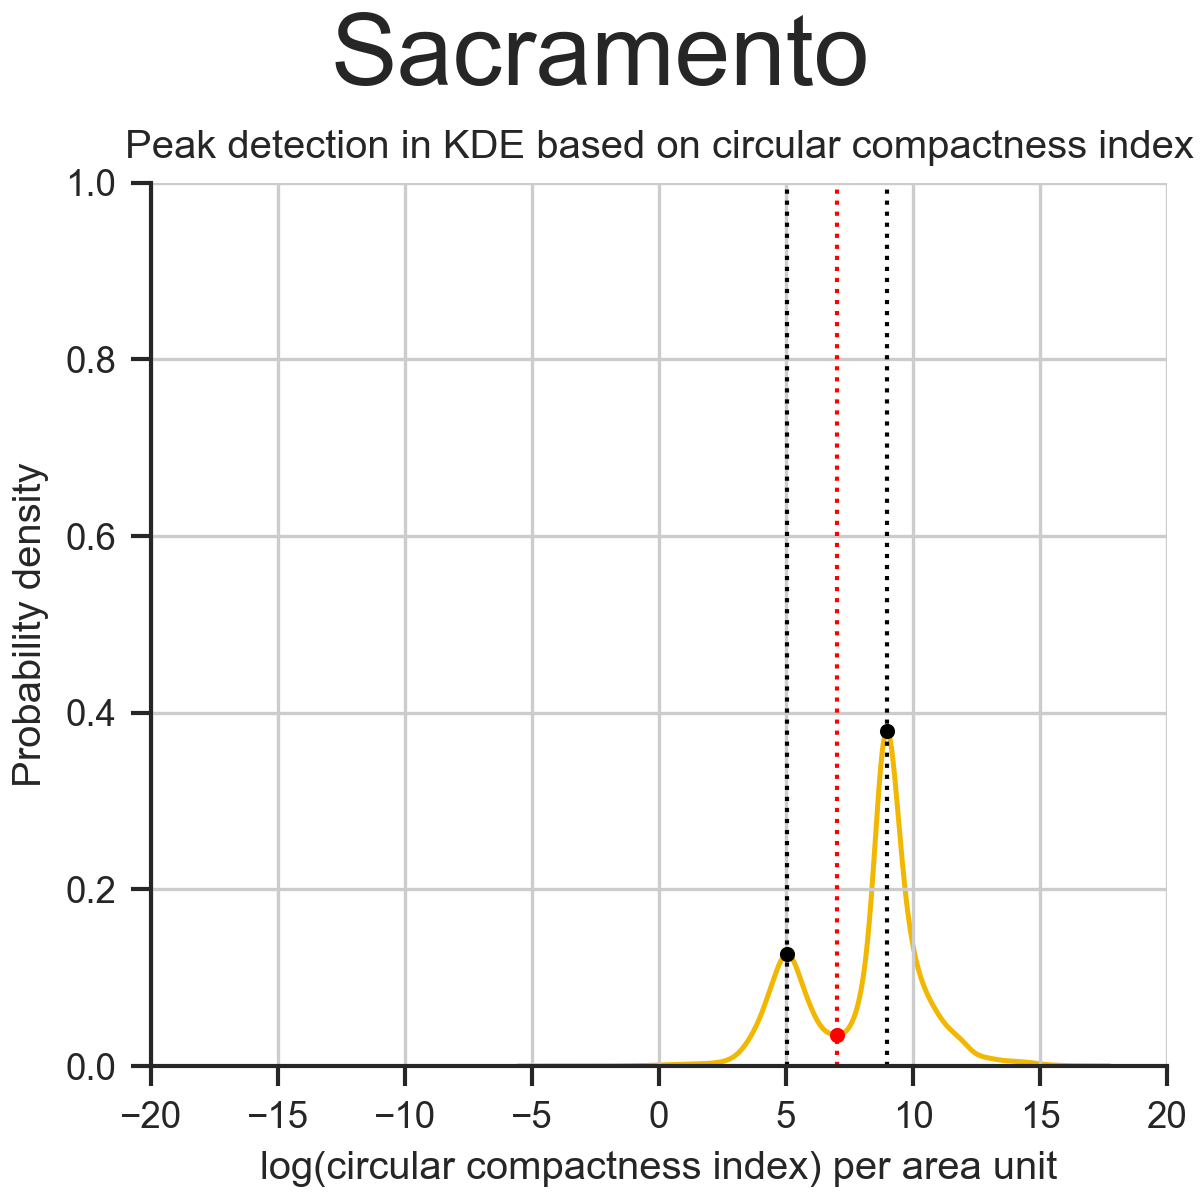 Sacramento
Peak detection in KDE based on circular compactness index
1.0
0.8
0.6
0.4
0.2
0.0
Probability density
−20 −15 −10 −5 0 5 10 15 20
log(circular compactness index) per area unit